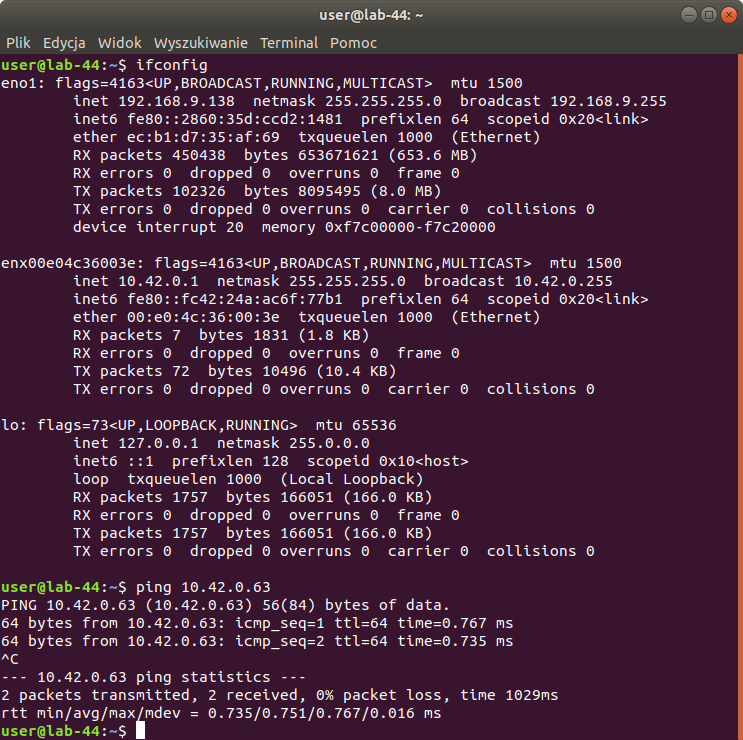 user@lab-44: ~
Plik Edycja Widok Wyszukiwanie Terminal Pomoc
user@lab-44:~$ ifconfig
eno1: flags=4163<UP,BROADCAST,RUNNING,MULTICAST>  mtu 1500
        inet 192.168.9.138  netmask 255.255.255.0  broadcast 192.168.9.255
        inet6 fe80::2860:35d:ccd2:1481  prefixlen 64  scopeid 0x20<link>
        ether ec:b1:d7:35:af:69  txqueuelen 1000  (Ethernet)
        RX packets 450438  bytes 653671621 (653.6 MB)
        RX errors 0  dropped 0  overruns 0  frame 0
        TX packets 102326  bytes 8095495 (8.0 MB)
        TX errors 0  dropped 0 overruns 0  carrier 0  collisions 0
        device interrupt 20  memory 0xf7c00000-f7c20000

enx00e04c36003e: flags=4163<UP,BROADCAST,RUNNING,MULTICAST>  mtu 1500
        inet 10.42.0.1  netmask 255.255.255.0  broadcast 10.42.0.255
        inet6 fe80::fc42:24a:ac6f:77b1  prefixlen 64  scopeid 0x20<link>
        ether 00:e0:4c:36:00:3e  txqueuelen 1000  (Ethernet)
        RX packets 7  bytes 1831 (1.8 KB)
        RX errors 0  dropped 0  overruns 0  frame 0
        TX packets 72  bytes 10496 (10.4 KB)
        TX errors 0  dropped 0 overruns 0  carrier 0  collisions 0

lo: flags=73<UP,LOOPBACK,RUNNING>  mtu 65536
        inet 127.0.0.1  netmask 255.0.0.0
        inet6 ::1  prefixlen 128  scopeid 0x10<host>
        loop  txqueuelen 1000  (Local Loopback)
        RX packets 1757  bytes 166051 (166.0 KB)
        RX errors 0  dropped 0  overruns 0  frame 0
        TX packets 1757  bytes 166051 (166.0 KB)
        TX errors 0  dropped 0 overruns 0  carrier 0  collisions 0

user@lab-44:~$ ping 10.42.0.63
PING 10.42.0.63 (10.42.0.63) 56(84) bytes of data.
64 bytes from 10.42.0.63: icmp_seq=1 ttl=64 time=0.767 ms
64 bytes from 10.42.0.63: icmp_seq=2 ttl=64 time=0.735 ms
^C
--- 10.42.0.63 ping statistics ---
2 packets transmitted, 2 received, 0% packet loss, time 1029ms
rtt min/avg/max/mdev = 0.735/0.751/0.767/0.016 ms
user@lab-44:~$